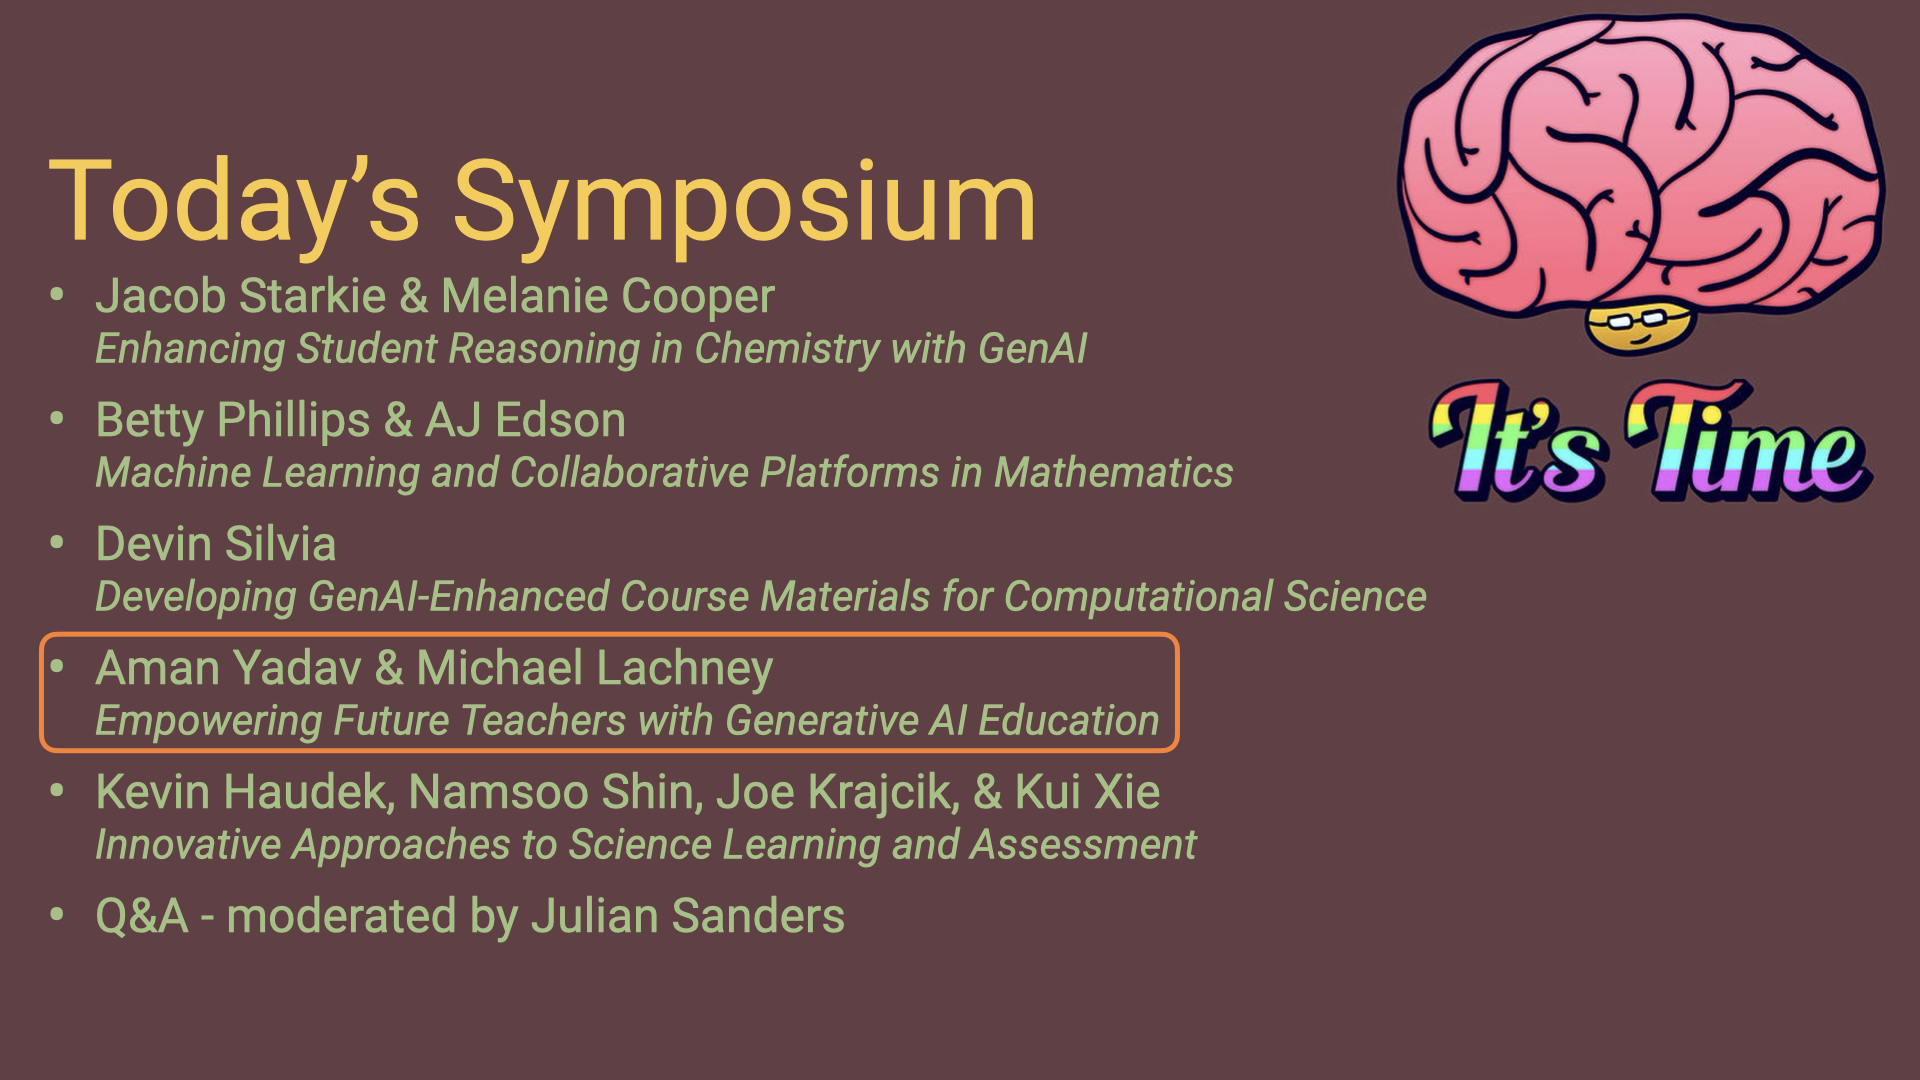 Today’s Symposium
• Jacob Starkie & Melanie Cooper
Enhancing Student Reasoning in Chemistry with GenAI
• Betty Phillips & AJ Edson
Machine Learning and Collaborative Platforms in Mathematics
• Devin Silvia
Developing GenAI-Enhanced Course Materials for Computational Science
• Aman Yadav & Michael Lachney
Empowering Future Teachers with Generative AI Education
• Kevin Haudek, Namsoo Shin, Joe Krajcik, & Kui Xie
Innovative Approaches to Science Learning and Assessment
• Q&A - moderated by Julian Sanders
It’s Time